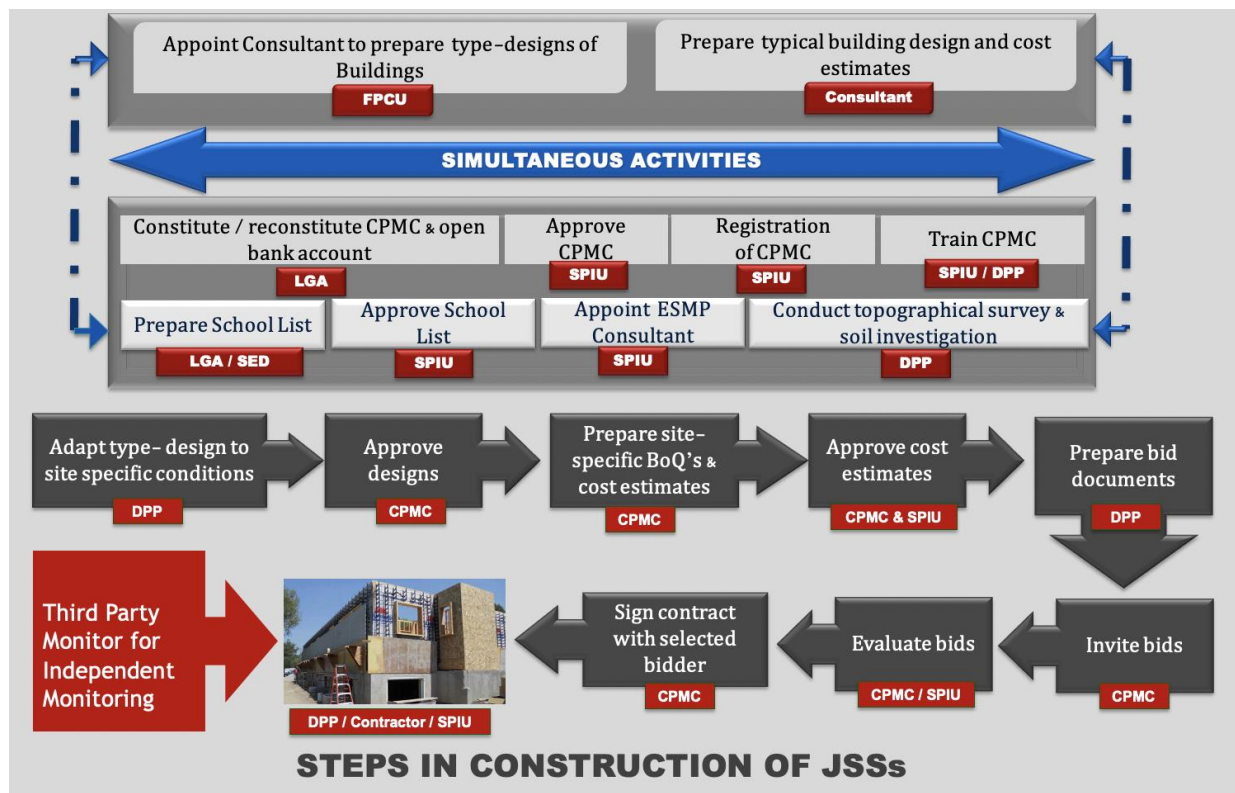 Appoint Consultant to prepare type-designs of
Buildings
FPCU
Prepare typical building design and cost
estimates
Consultant
SIMULTANEOUS ACTIVITIES
Constitute / reconstitute CPMC & open
bank account
LGA
Approve
CPMC
SPIU
Registration
of CPMC
SPIU
Train CPMC
SPIU / DPP
Prepare School List
LGA / SED
Approve School
List
SPIU
Appoint ESMP
Consultant
SPIU
Conduct topographical survey &
soil investigation
DPP
Adapt type- design to
site specific conditions
DPP
Approve
designs
CPMC
Prepare site-
specific BoQ's &
cost estimates
CPMC
Approve cost
estimates
CPMC & SPIU
Prepare bid
documents
DPP
Invite bids
CPMC
Evaluate bids
CPMC / SPIU
Sign contract
with selected
bidder
CPMC
DPP / Contractor / SPIU
Third Party
Monitor for
Independent
Monitoring
STEPS IN CONSTRUCTION OF JSSs